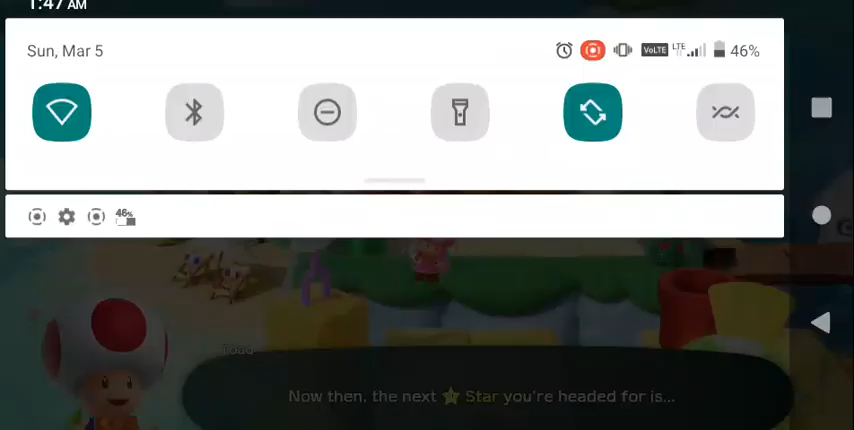 1:47 AM
Sun, Mar 5
VoLTE LTE 46%
46%
Toad
Now then, the next Star you're headed for is...